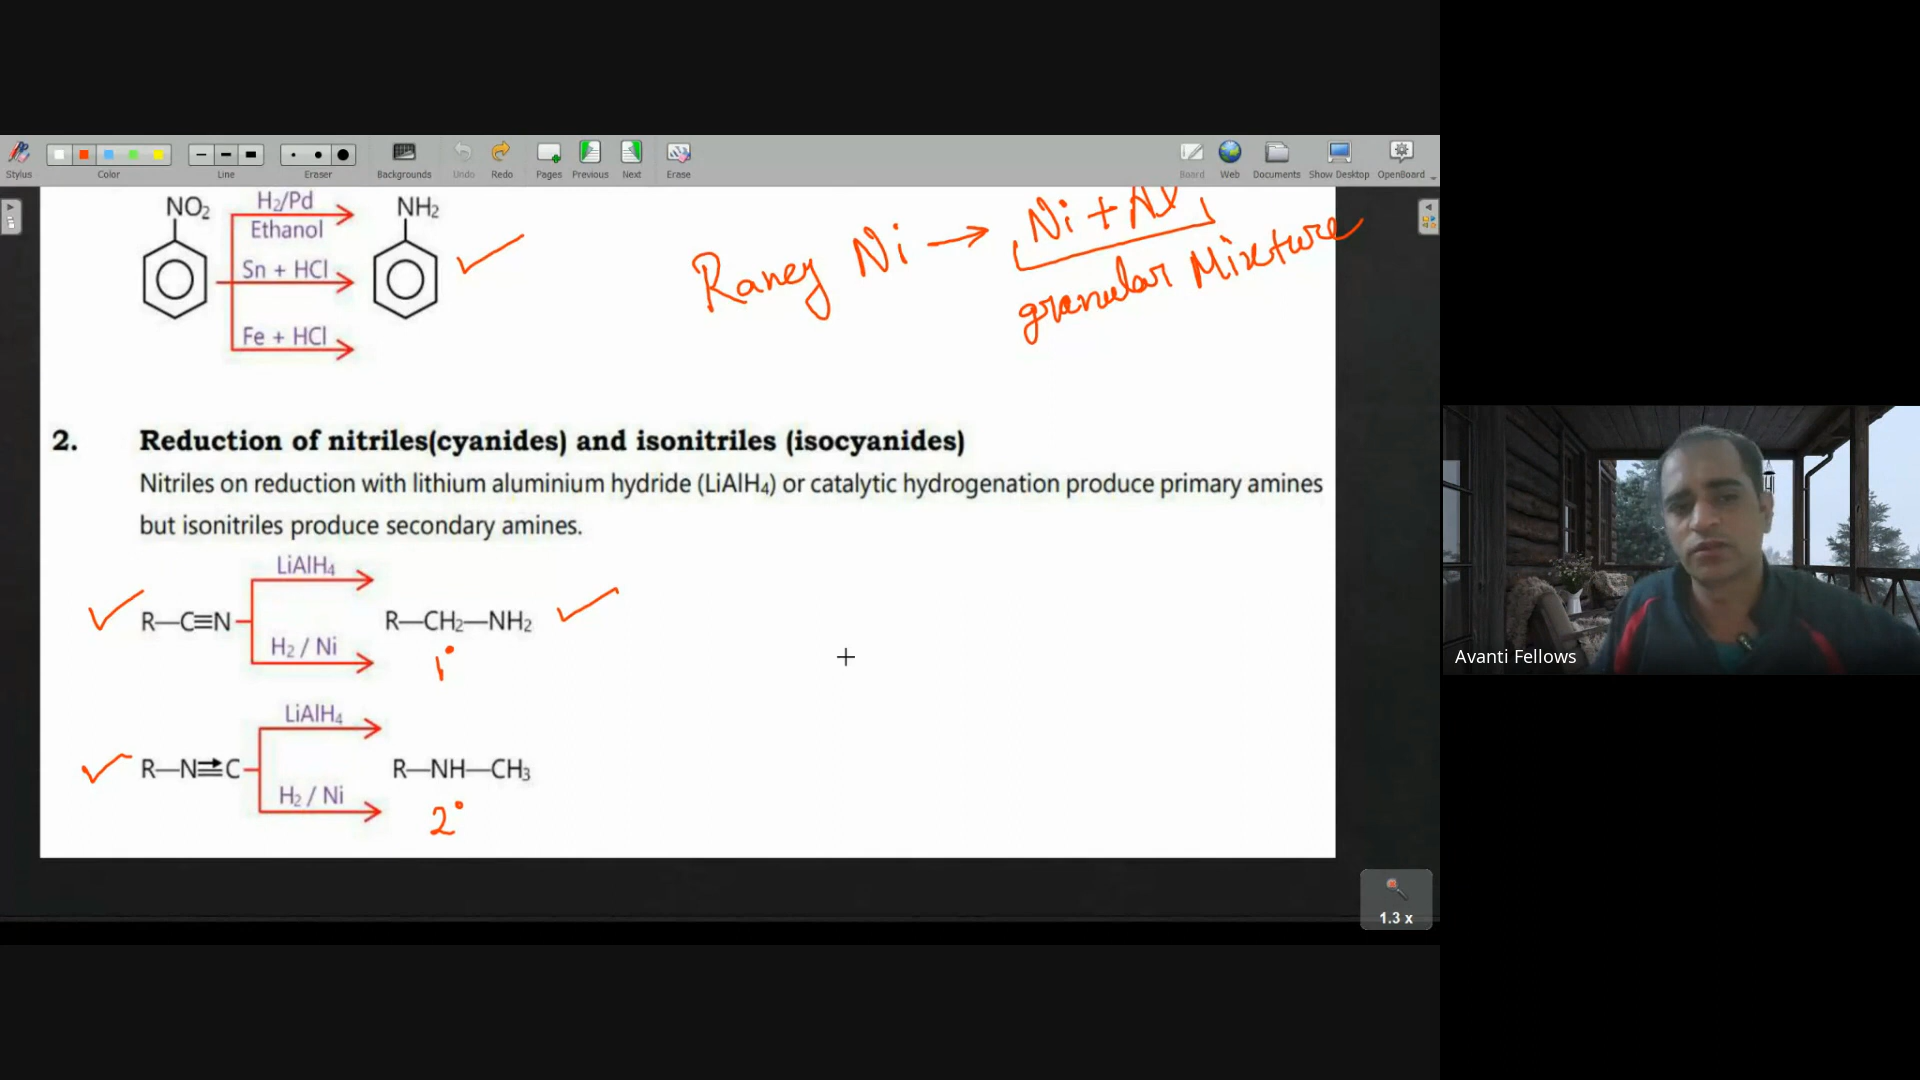 Stylus Color Line Eraser Backgrounds Undo Redo Pages Previous Next Erase Board Web Documents Show Desktop OpenBoard
NO2 H2/Pd NH2
Ethanol
Sn + HCl
Fe + HCl
Raney Ni → Ni + Al
granular Mixture
2. Reduction of nitriles(cyanides) and isonitriles (isocyanides)
Nitriles on reduction with lithium aluminium hydride (LiAlH4) or catalytic hydrogenation produce primary amines
but isonitriles produce secondary amines.
LiAlH4
R—C≡N R—CH2—NH2
H2 / Ni
1°
LiAlH4
R—N≡C R—NH—CH3
H2 / Ni
2°
Avanti Fellows
1.3 x